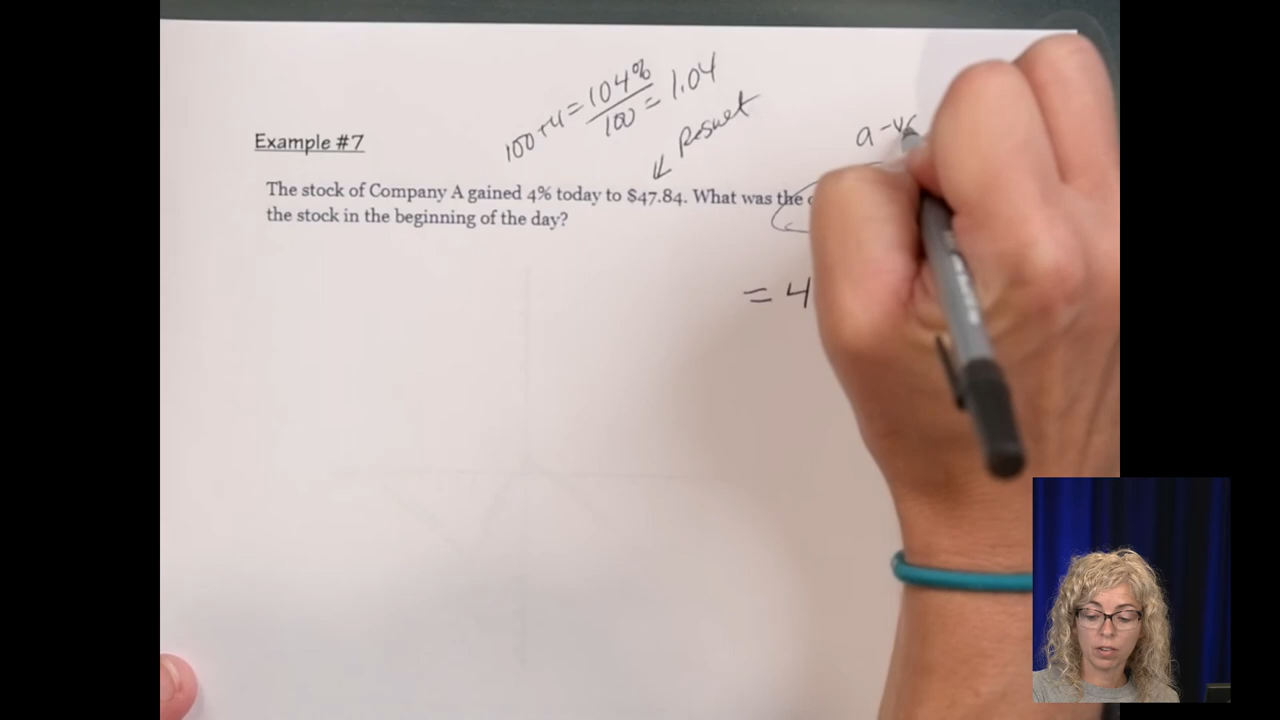 100+4 = 104% / 100 = 1.04
Result
Example #7
The stock of Company A gained 4% today to $47.84. What was the
the stock in the beginning of the day?
= 4